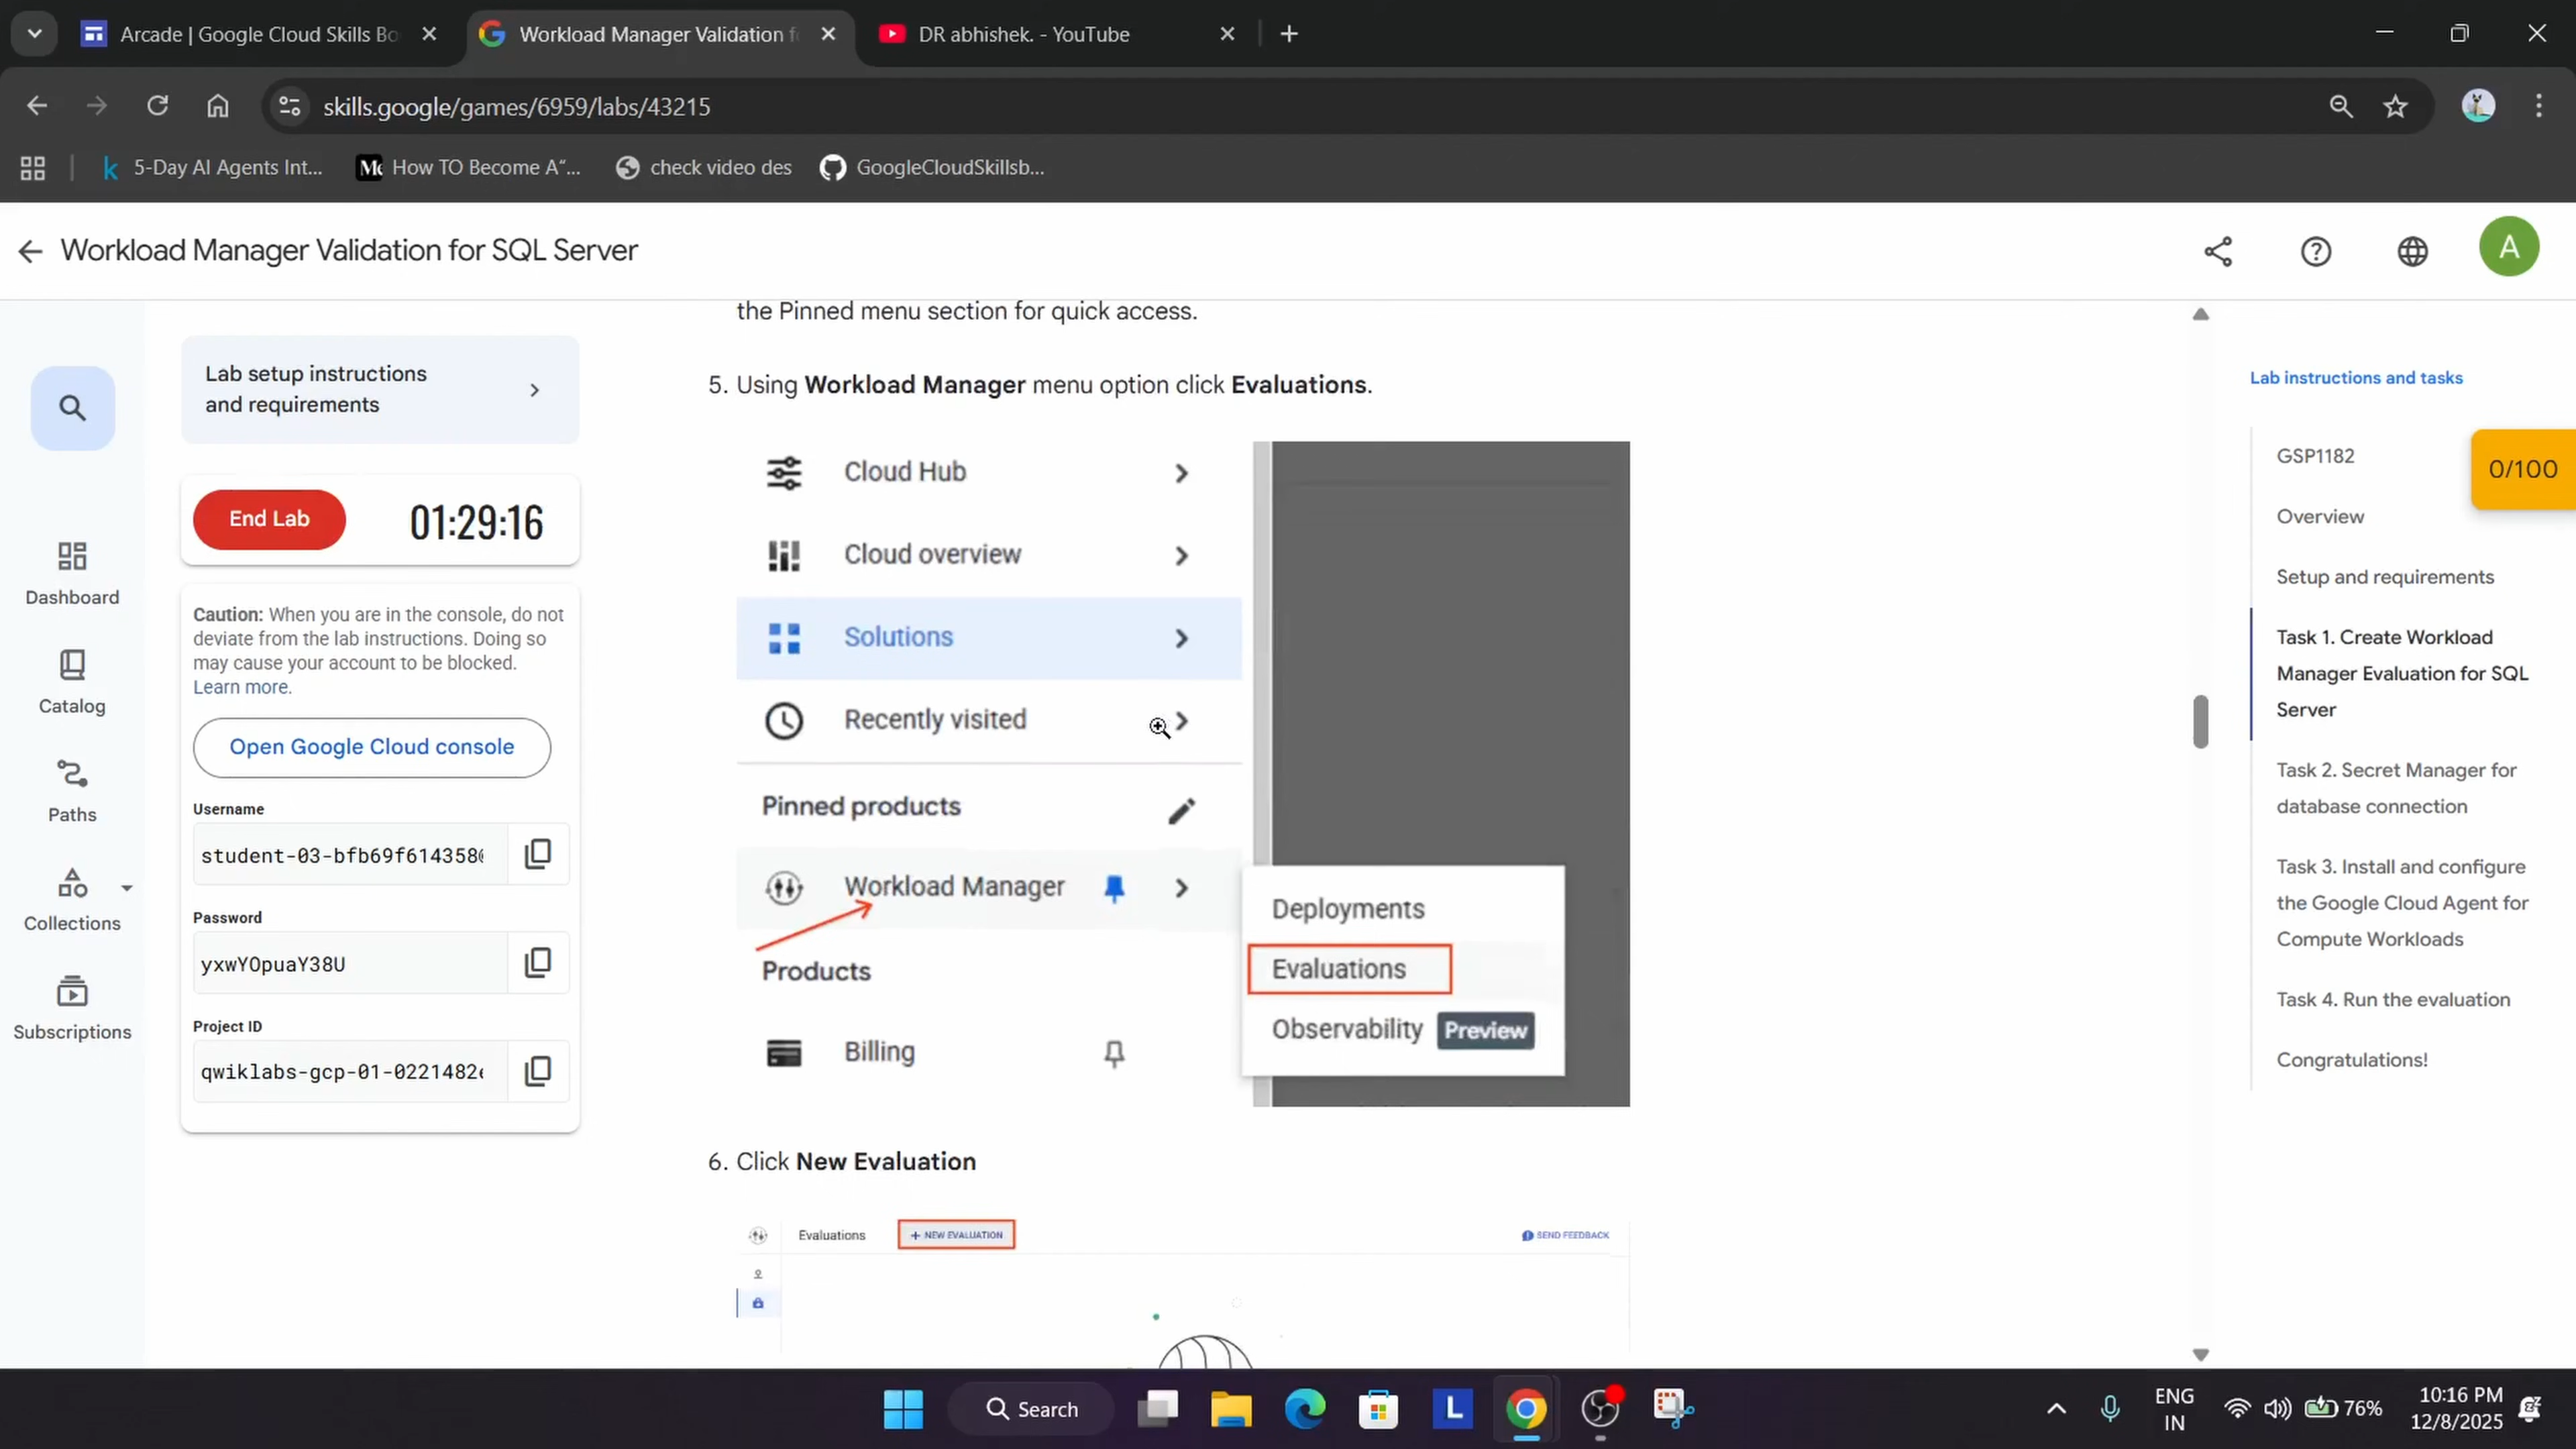 Arcade | Google Cloud Skills Bo
Workload Manager Validation f
DR abhishek. - YouTube
skills.google/games/6959/labs/43215
5-Day AI Agents Int...
How TO Become A“...
check video des
GoogleCloudSkillsb...
Workload Manager Validation for SQL Server
A
Dashboard
Catalog
Paths
Collections
Subscriptions
Lab setup instructions
and requirements
End Lab
01:29:16
Caution: When you are in the console, do not
deviate from the lab instructions. Doing so
may cause your account to be blocked.
Learn more.
Open Google Cloud console
Username
student-03-bfb69f614358@
Password
yxwYOpuaY38U
Project ID
qwiklabs-gcp-01-0221482e
the Pinned menu section for quick access.
5. Using Workload Manager menu option click Evaluations.
Cloud Hub
Cloud overview
Solutions
Recently visited
Pinned products
Workload Manager
Products
Billing
Deployments
Evaluations
Observability Preview
6. Click New Evaluation
Evaluations
+ NEW EVALUATION
SEND FEEDBACK
Lab instructions and tasks
GSP1182
0/100
Overview
Setup and requirements
Task 1. Create Workload
Manager Evaluation for SQL
Server
Task 2. Secret Manager for
database connection
Task 3. Install and configure
the Google Cloud Agent for
Compute Workloads
Task 4. Run the evaluation
Congratulations!
Search
L
ENG
IN
76%
10:16 PM
12/8/2025